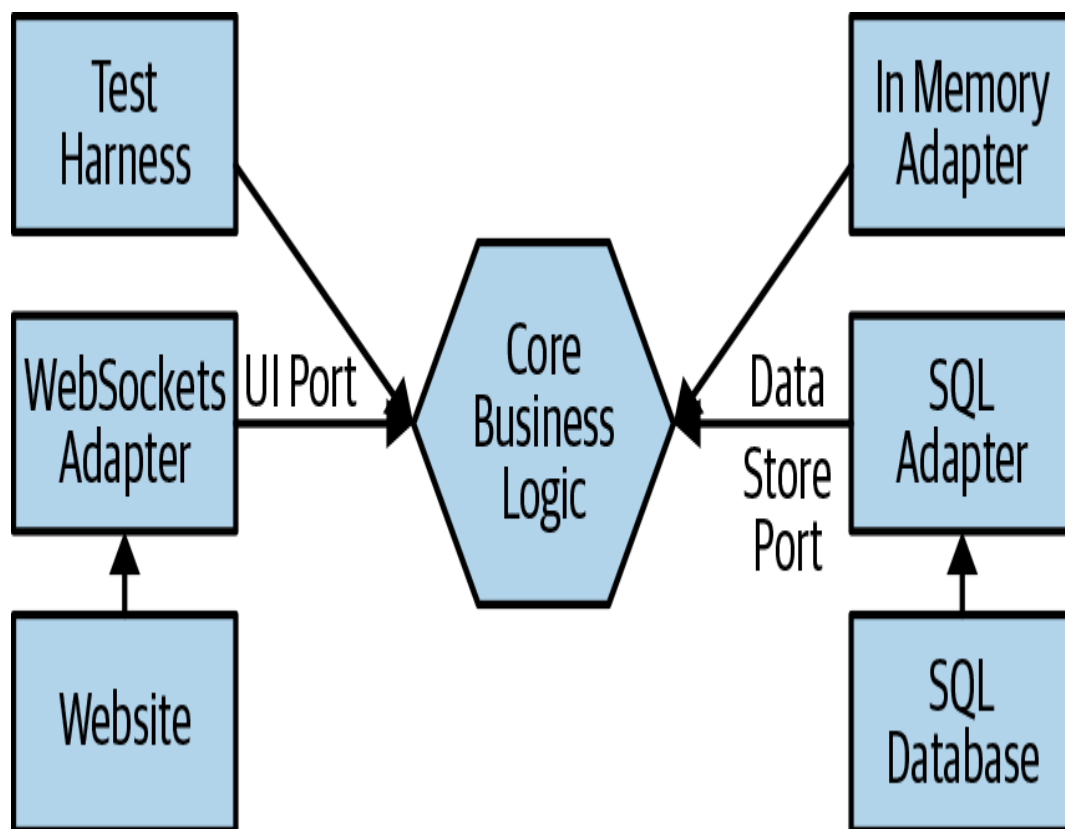 Test
Harness
In Memory
Adapter
WebSockets
Adapter
UI Port
Core
Business
Logic
Data
Store
Port
SQL
Adapter
Website
SQL
Database